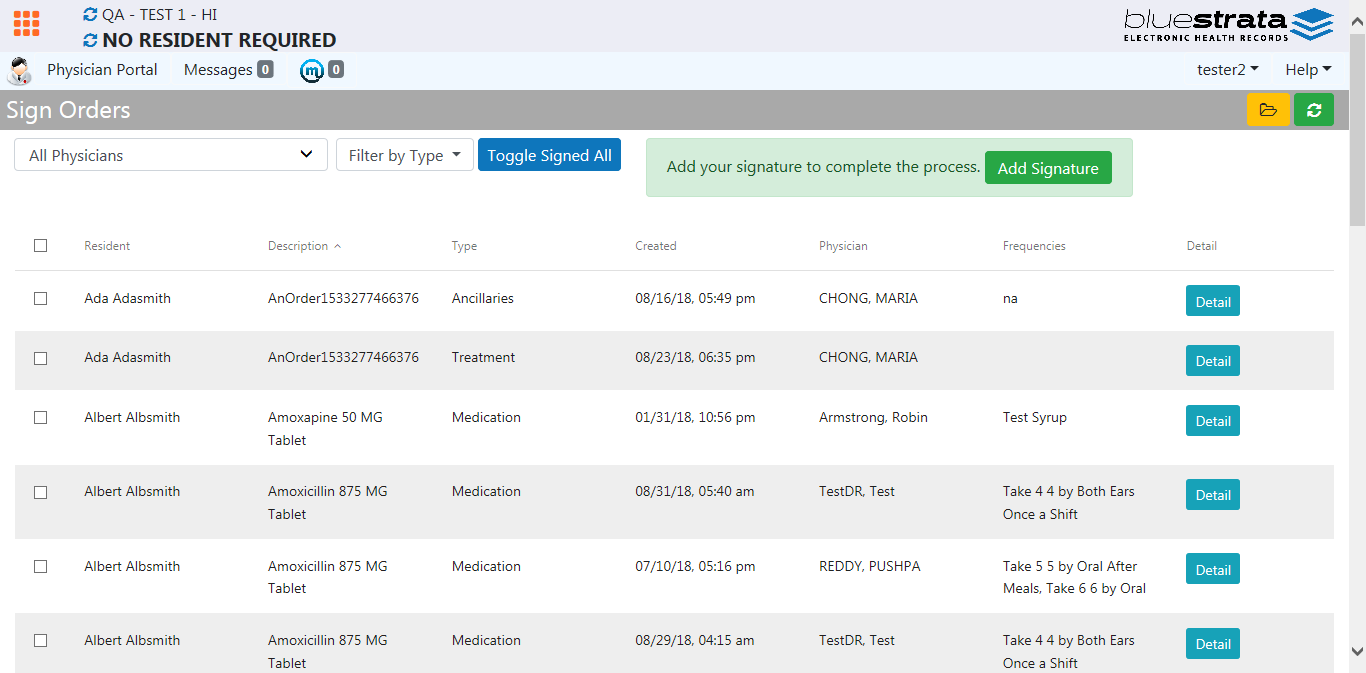 QA - TEST 1 - HI
NO RESIDENT REQUIRED
bluestrata
ELECTRONIC HEALTH RECORDS
Physician Portal Messages 0 m 0 tester2 Help
Sign Orders
All Physicians Filter by Type Toggle Signed All Add your signature to complete the process. Add Signature
Resident Description Type Created Physician Frequencies Detail
Ada Adasmith AnOrder1533277466376 Ancillaries 08/16/18, 05:49 pm CHONG, MARIA na Detail
Ada Adasmith AnOrder1533277466376 Treatment 08/23/18, 06:35 pm CHONG, MARIA Detail
Albert Albsmith Amoxapine 50 MG Medication 01/31/18, 10:56 pm Armstrong, Robin Test Syrup Detail
Tablet
Albert Albsmith Amoxicillin 875 MG Medication 08/31/18, 05:40 am TestDR, Test Take 4 4 by Both Ears Detail
Tablet Once a Shift
Albert Albsmith Amoxicillin 875 MG Medication 07/10/18, 05:16 pm REDDY, PUSHPA Take 5 5 by Oral After Detail
Tablet Meals, Take 6 6 by Oral
Albert Albsmith Amoxicillin 875 MG Medication 08/29/18, 04:15 am TestDR, Test Take 4 4 by Both Ears Detail
Tablet Once a Shift